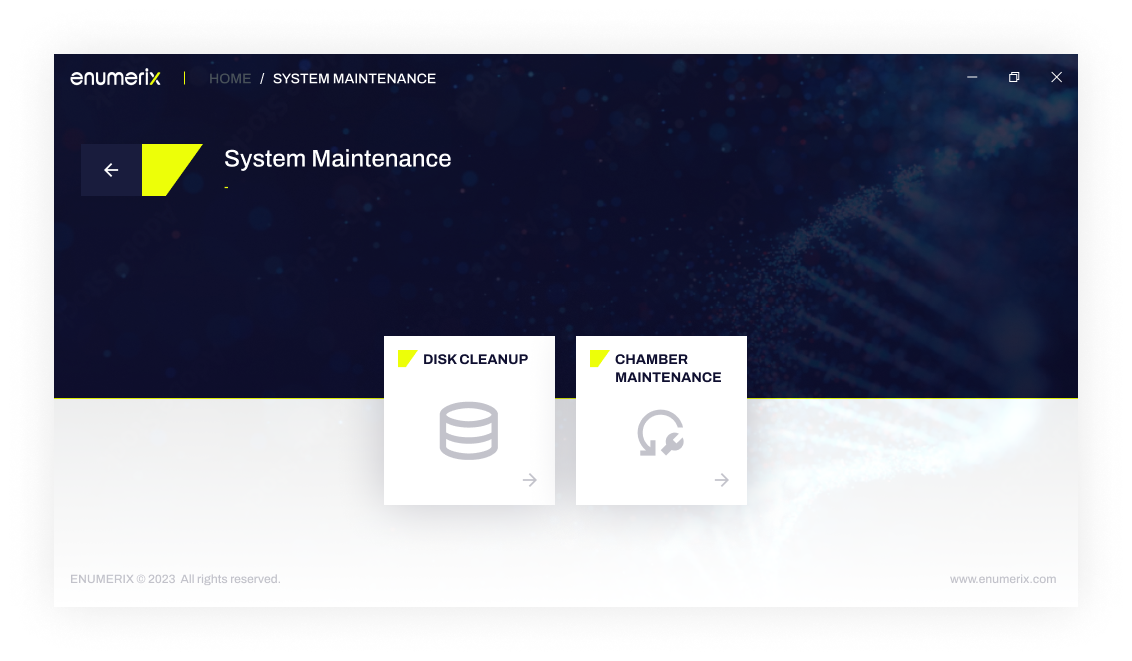 enumerix | HOME / SYSTEM MAINTENANCE
System Maintenance
-
DISK CLEANUP
CHAMBER
MAINTENANCE
ENUMERIX © 2023 All rights reserved.
www.enumerix.com